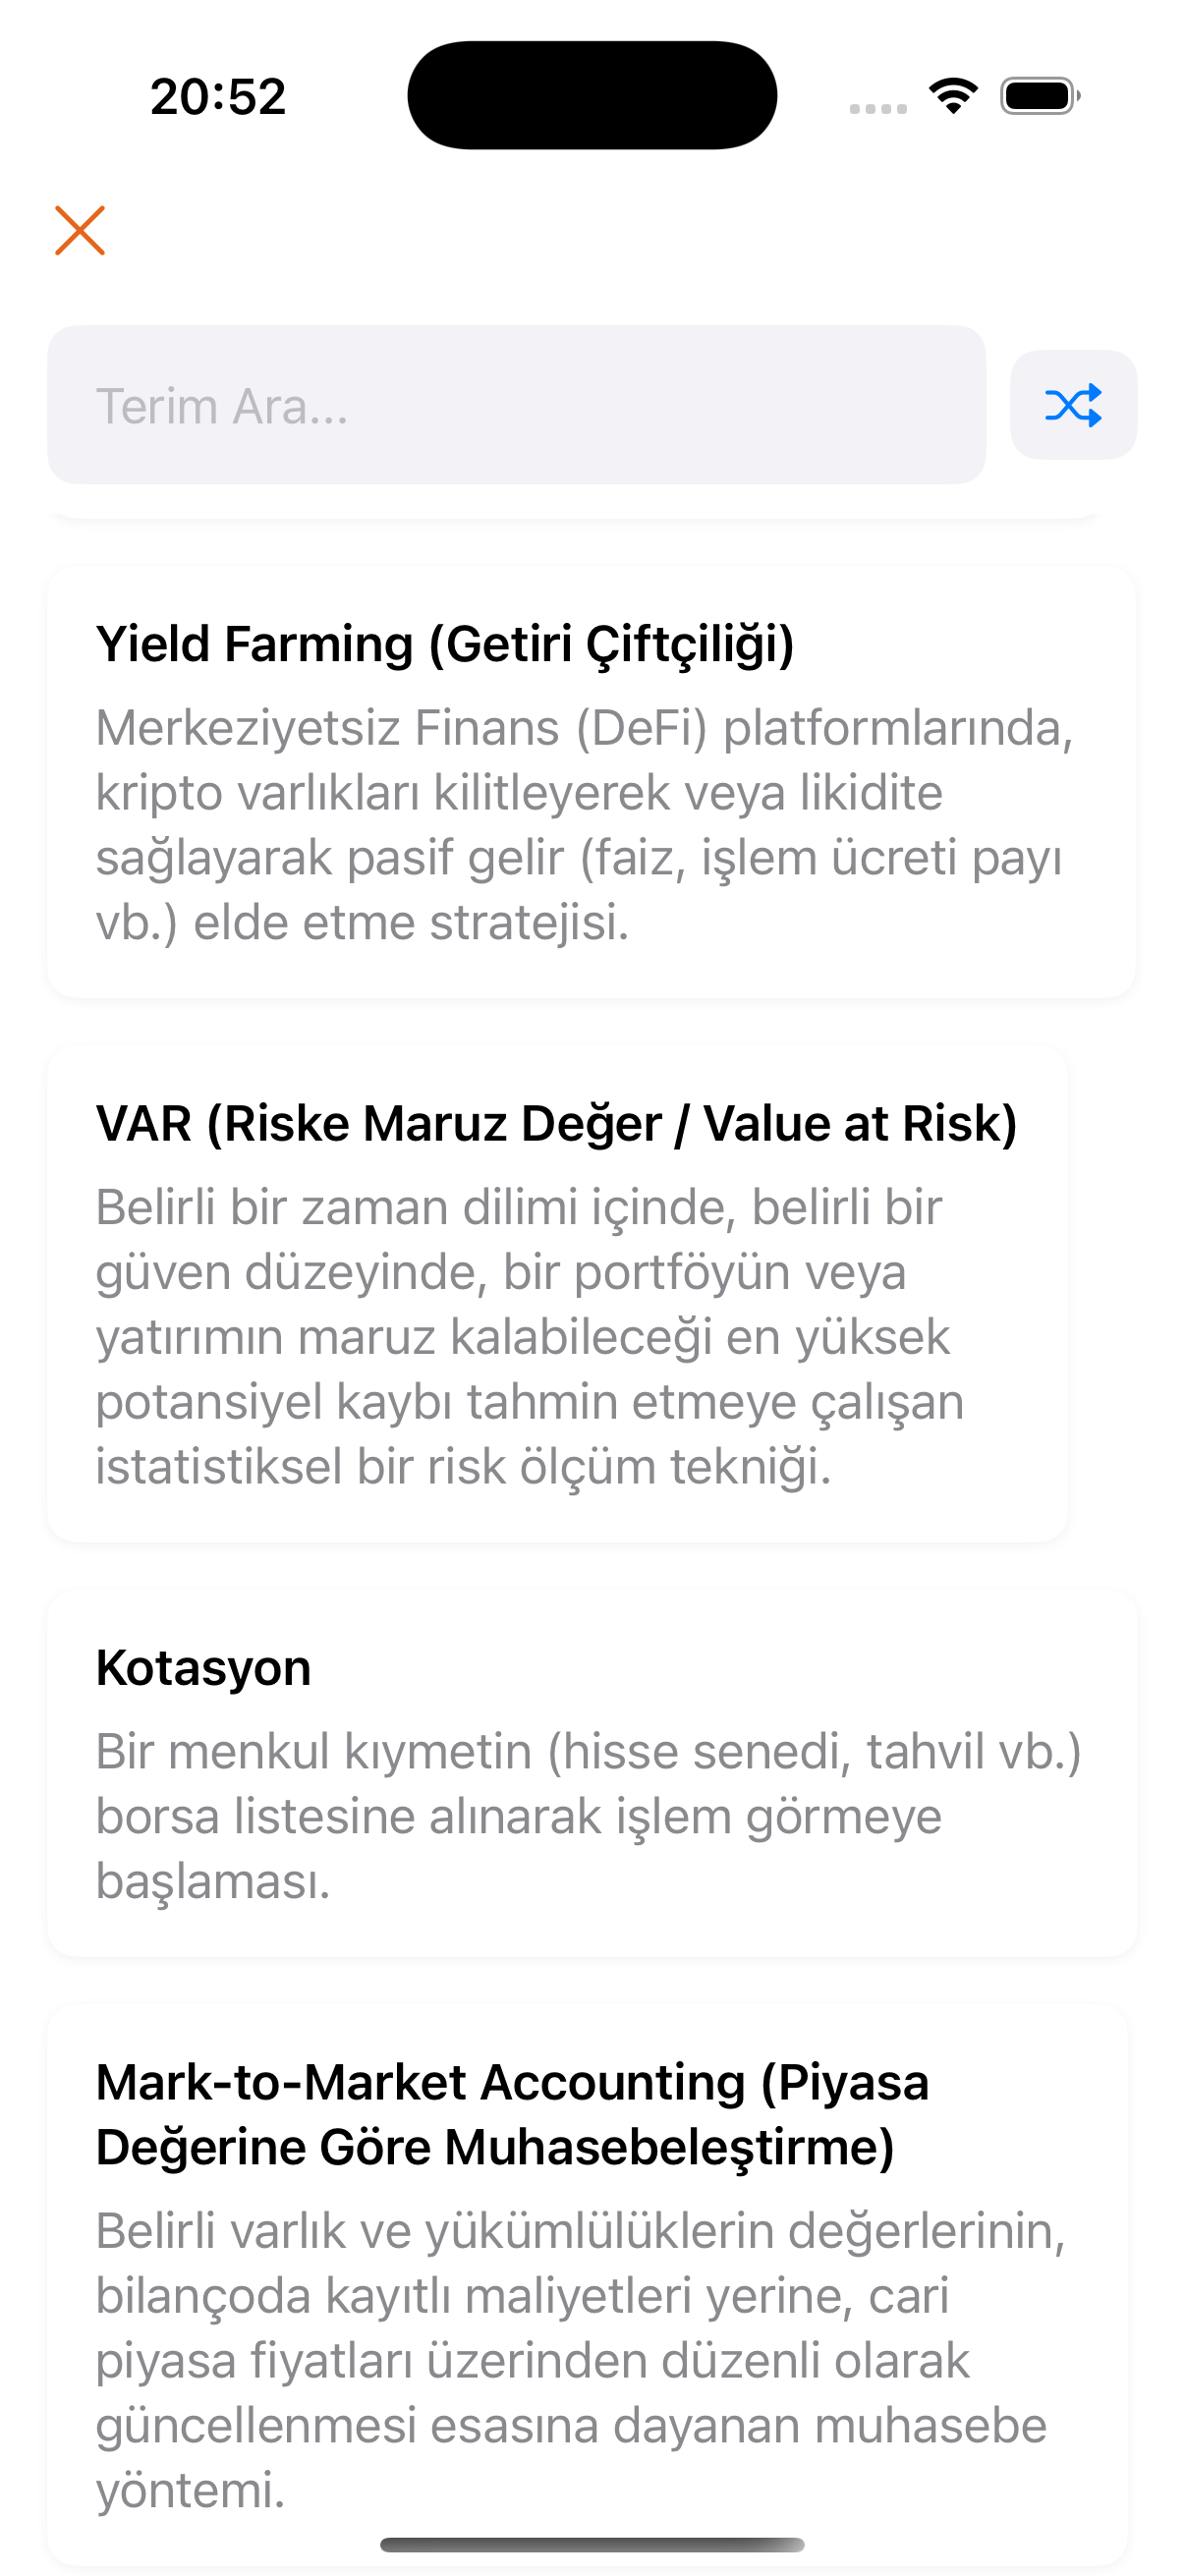 20:52
Terim Ara...
Yield Farming (Getiri Çiftçiliği)
Merkeziyetsiz Finans (DeFi) platformlarında,
kripto varlıkları kilitleyerek veya likidite
sağlayarak pasif gelir (faiz, işlem ücreti payı
vb.) elde etme stratejisi.
VAR (Riske Maruz Değer / Value at Risk)
Belirli bir zaman dilimi içinde, belirli bir
güven düzeyinde, bir portföyün veya
yatırımın maruz kalabileceği en yüksek
potansiyel kaybı tahmin etmeye çalışan
istatistiksel bir risk ölçüm tekniği.
Kotasyon
Bir menkul kıymetin (hisse senedi, tahvil vb.)
borsa listesine alınarak işlem görmeye
başlaması.
Mark-to-Market Accounting (Piyasa
Değerine Göre Muhasebeleştirme)
Belirli varlık ve yükümlülüklerin değerlerinin,
bilançoda kayıtlı maliyetleri yerine, cari
piyasa fiyatları üzerinden düzenli olarak
güncellenmesi esasına dayanan muhasebe
yöntemi.